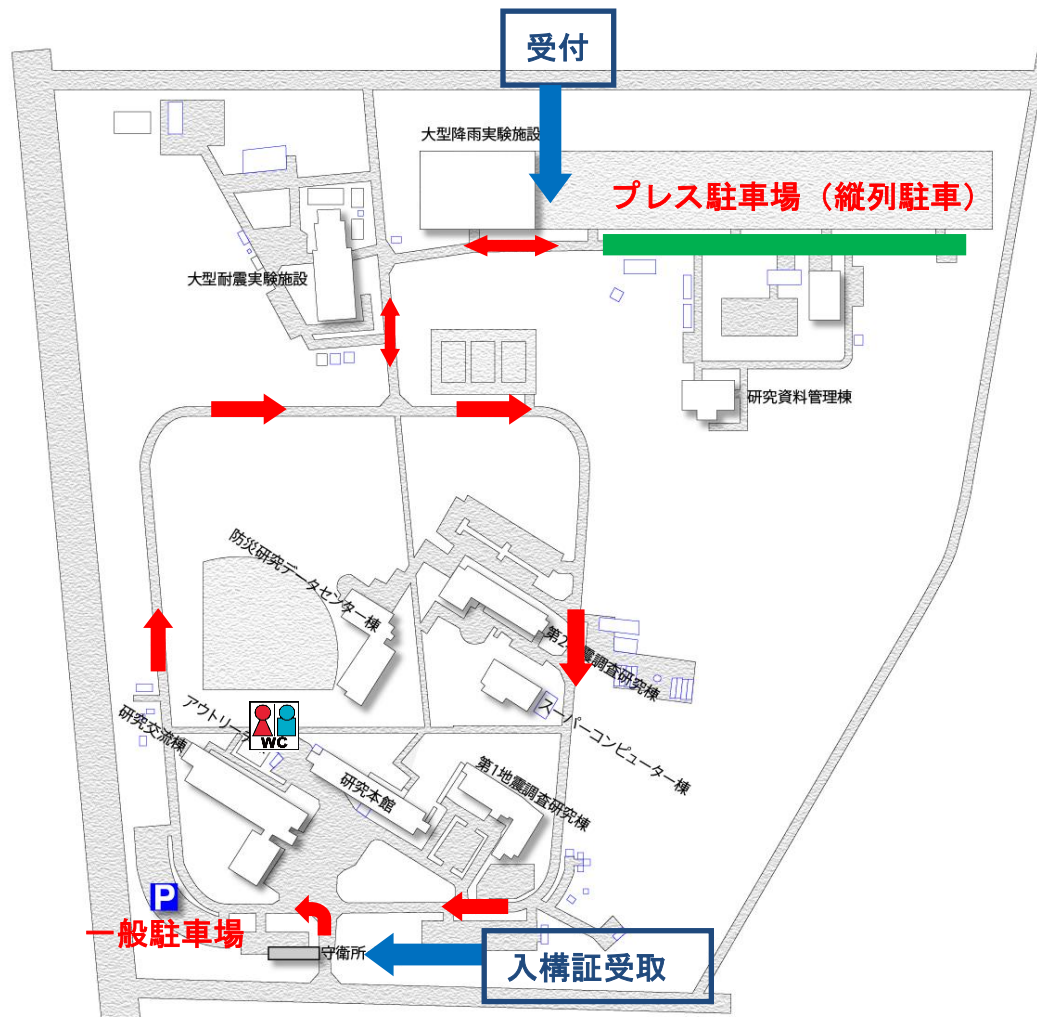 受付
大型降雨実験施設
プレス駐車場（縦列駐車）
大型耐震実験施設
研究資料管理棟
防災研究データセンター棟
第2
震調査研究棟
スーパーコンピューター棟
アウトリーチ
WC
研究交流棟
研究本館
第1地震調査研究棟
P
一般駐車場
守衛所
入構証受取